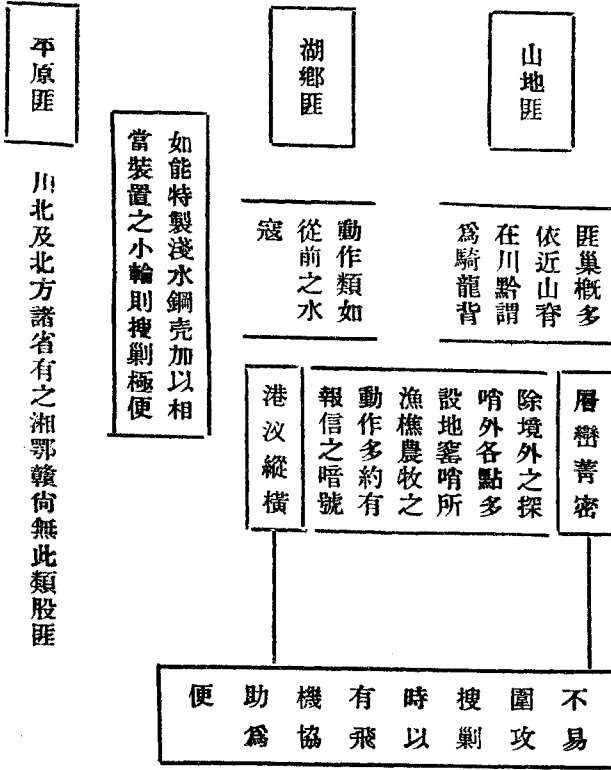 山地匪
匪巢槪多
依近山脊
在川黔謂
爲騎龍背
層巒菁密
除境外之探
哨外各點多
設地窰哨所
漁樵農牧之
動作多約有
報信之暗號
湖鄉匪
動作類如
從前之水
寇
港汊縱橫
不易
圍攻
搜剿
時以
有飛
機協
助爲
便
如能特製淺水鋼壳加以相
當裝置之小輪則搜剿極便
平原匪
川北及北方諸省有之湘鄂贛尙無此類股匪